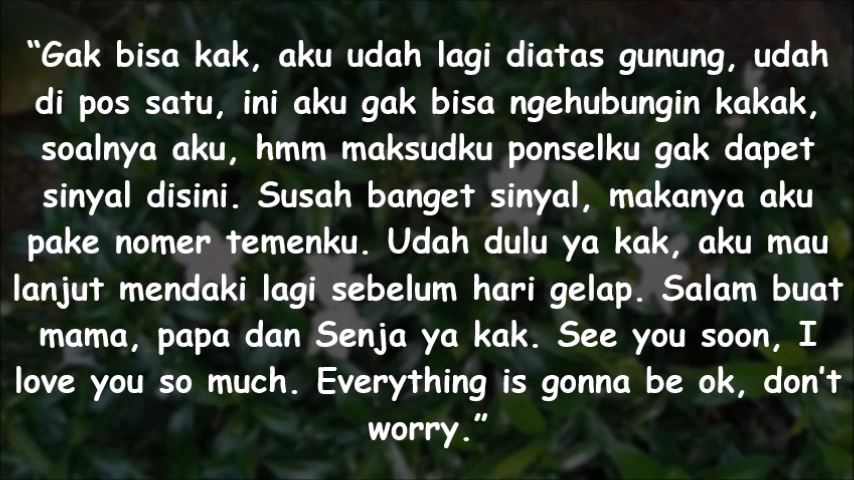 “Gak bisa kak, aku udah lagi diatas gunung, udah
di pos satu, ini aku gak bisa ngehubungin kakak,
soalnya aku, hmm maksudku ponselku gak dapet
sinyal disini. Susah banget sinyal, makanya aku
pake nomer temenku. Udah dulu ya kak, aku mau
lanjut mendaki lagi sebelum hari gelap. Salam buat
mama, papa dan Senja ya kak. See you soon, I
love you so much. Everything is gonna be ok, don’t
worry.”